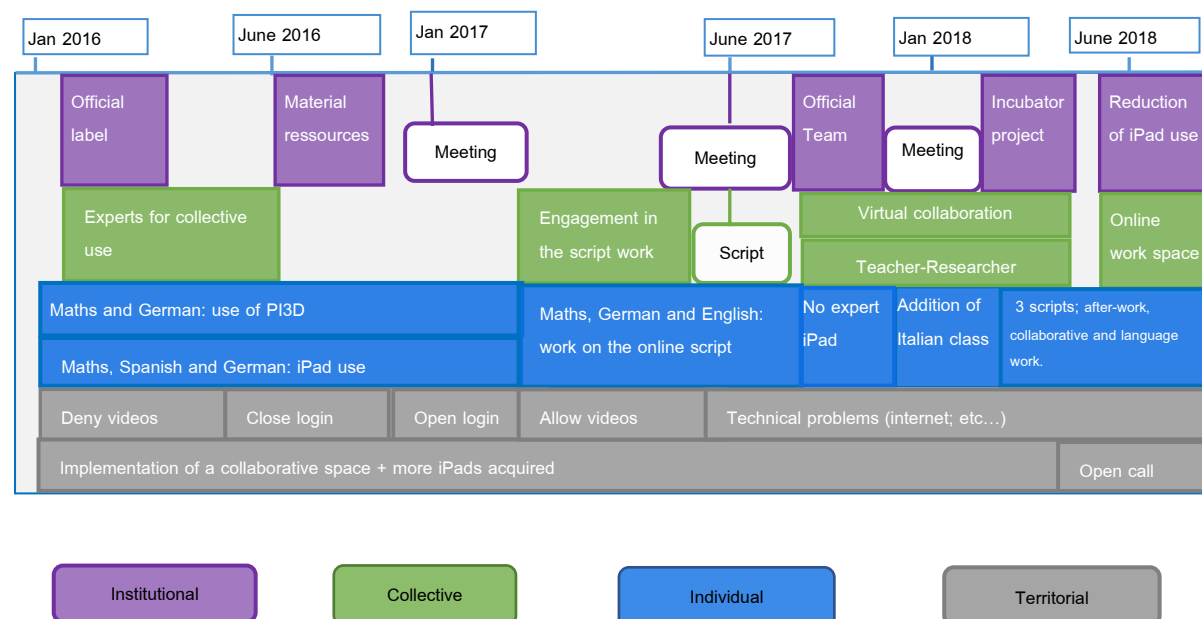 Jan 2016
June 2016
Jan 2017
June 2017
Jan 2018
June 2018
Official
label
Material
ressources
Meeting
Meeting
Official
Team
Meeting
Incubator
project
Reduction
of iPad use
Experts for collective
use
Engagement in
the script work
Script
Virtual collaboration
Teacher-Researcher
Online
work space
Maths and German: use of PI3D
Maths, Spanish and German: iPad use
Maths, German and English:
work on the online script
No expert
iPad
Addition of
Italian class
3 scripts; after-work,
collaborative and language
work.
Deny videos
Close login
Open login
Allow videos
Technical problems (internet; etc…)
Implementation of a collaborative space + more iPads acquired
Open call
Institutional
Collective
Individual
Territorial